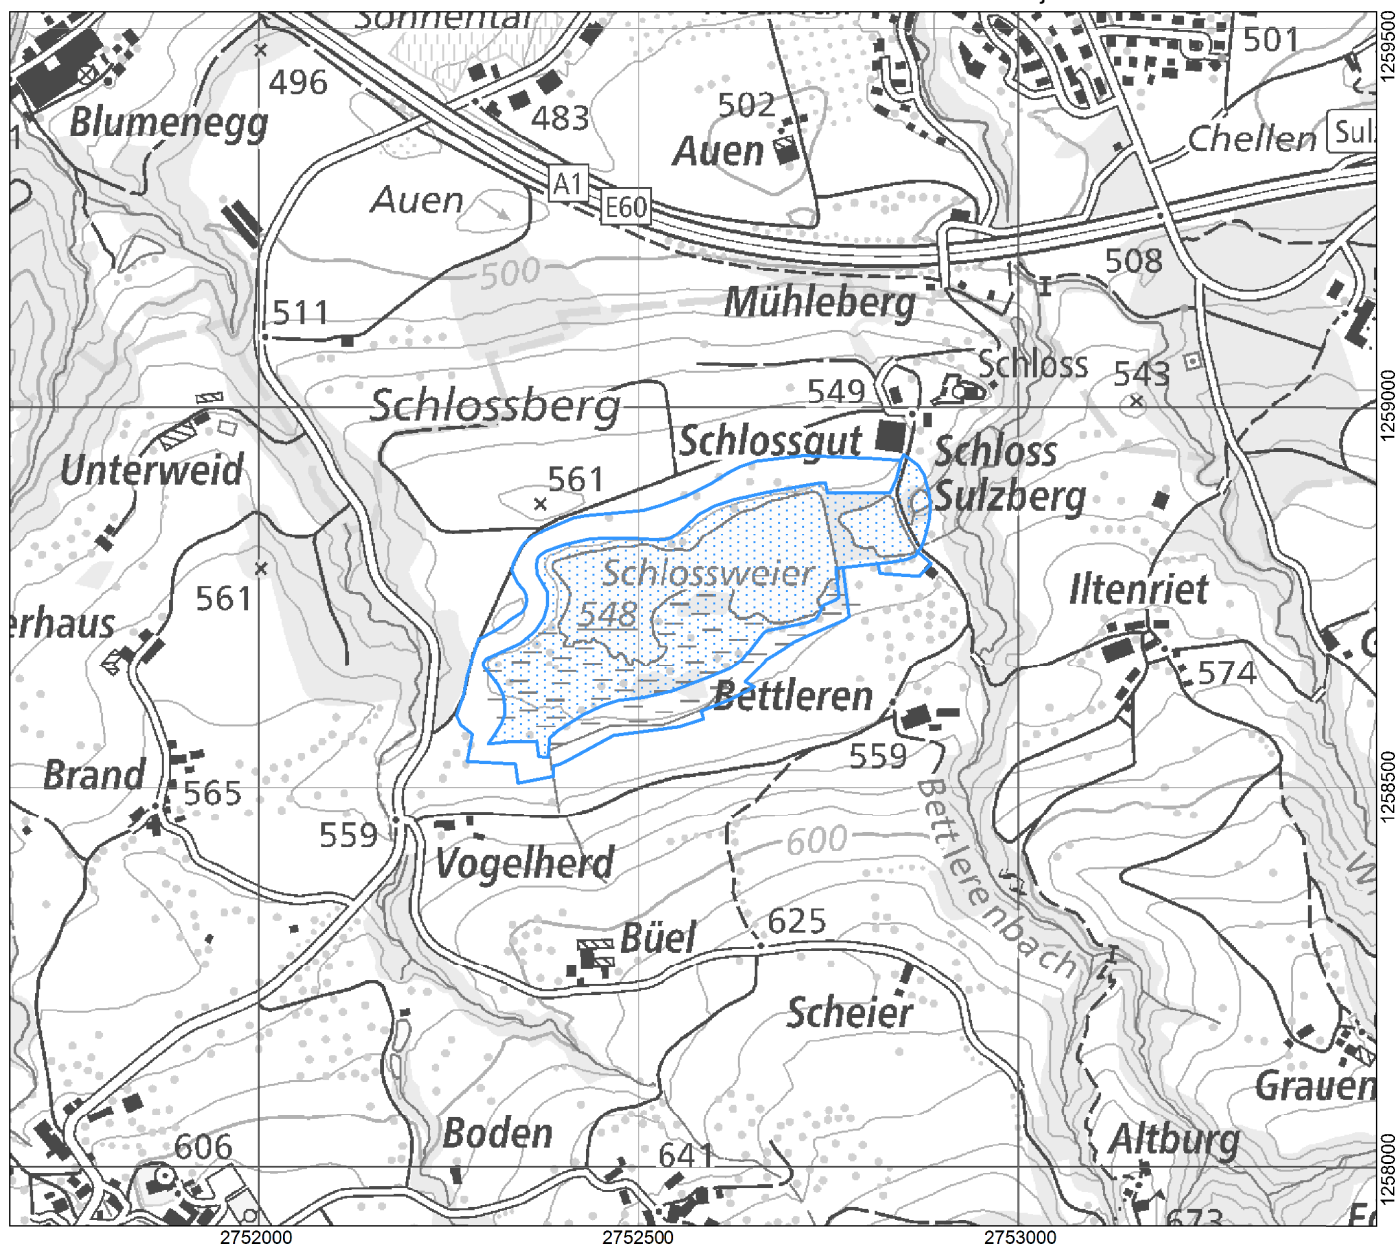 Sonnental
501
1259500
496
502
483
Blumenegg
Chellen
Auen
A1
E60
Auen
508
500
Mühleberg
511
Schloss
543
549
Schlossberg
1259000
Schlossgut
Schloss
Sulzberg
Unterweid
561
Schlossweier
Iltenriet
561
548
erhaus
574
Bettleren
559
Brand
565
1258500
559
600
Vogelherd
Bettlerenbach
625
Büel
Scheier
Grauen
Boden
Altburg
606
641
1258000
673
2752000
2752500
2753000